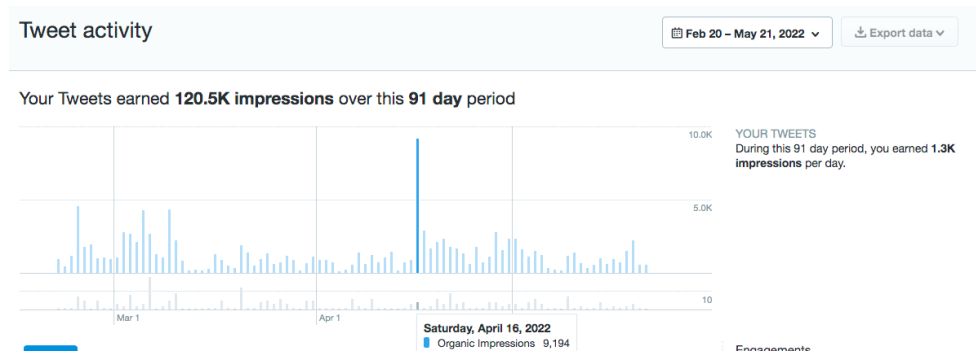 Tweet activity
Feb 20 – May 21, 2022
Export data
Your Tweets earned 120.5K impressions over this 91 day period
10.0K
YOUR TWEETS
During this 91 day period, you earned 1.3K
impressions per day.
5.0K
10
Mar 1
Apr 1
Saturday, April 16, 2022
Organic Impressions 9,194
Engagements